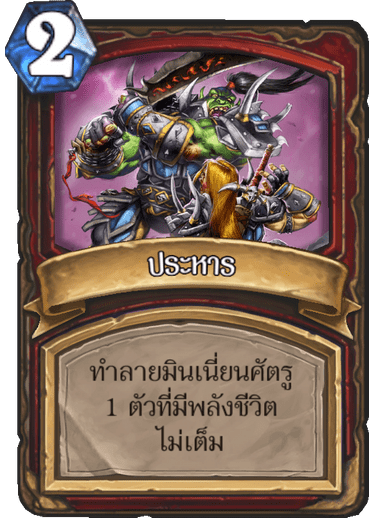 2
ประหาร
ทำลายมินเนี่ยนศัตรู
1 ตัวที่มีพลังชีวิต
ไม่เต็ม